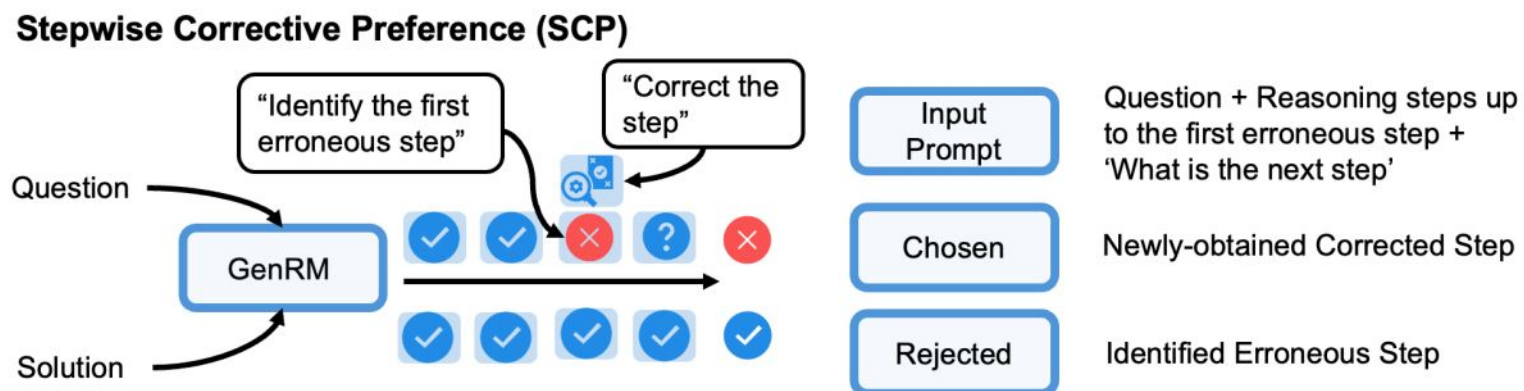 Stepwise Corrective Preference (SCP)
“Identify the first
erroneous step”
“Correct the
step”
Question
GenRM
Solution
?
Input
Prompt
Question + Reasoning steps up
to the first erroneous step +
‘What is the next step’
Chosen
Newly-obtained Corrected Step
Rejected
Identified Erroneous Step